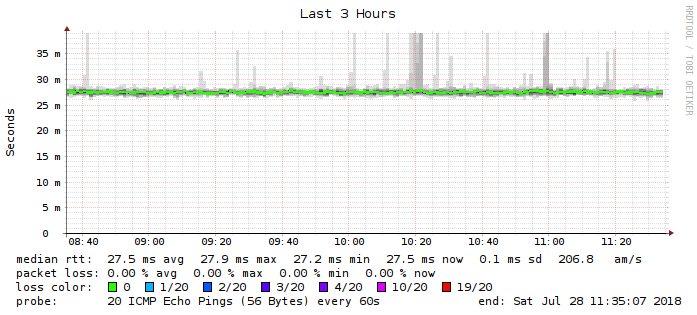 Last 3 Hours
RRDTOOL / TOBI OETIKER
Seconds
35 m
30 m
25 m
20 m
15 m
10 m
5 m
0
08:40 09:00 09:20 09:40 10:00 10:20 10:40 11:00 11:20
median rtt: 27.5 ms avg 27.9 ms max 27.2 ms min 27.5 ms now 0.1 ms sd 206.8 am/s
packet loss: 0.00 % avg 0.00 % max 0.00 % min 0.00 % now
loss color: 0 1/20 2/20 3/20 4/20 10/20 19/20
probe: 20 ICMP Echo Pings (56 Bytes) every 60s end: Sat Jul 28 11:35:07 2018